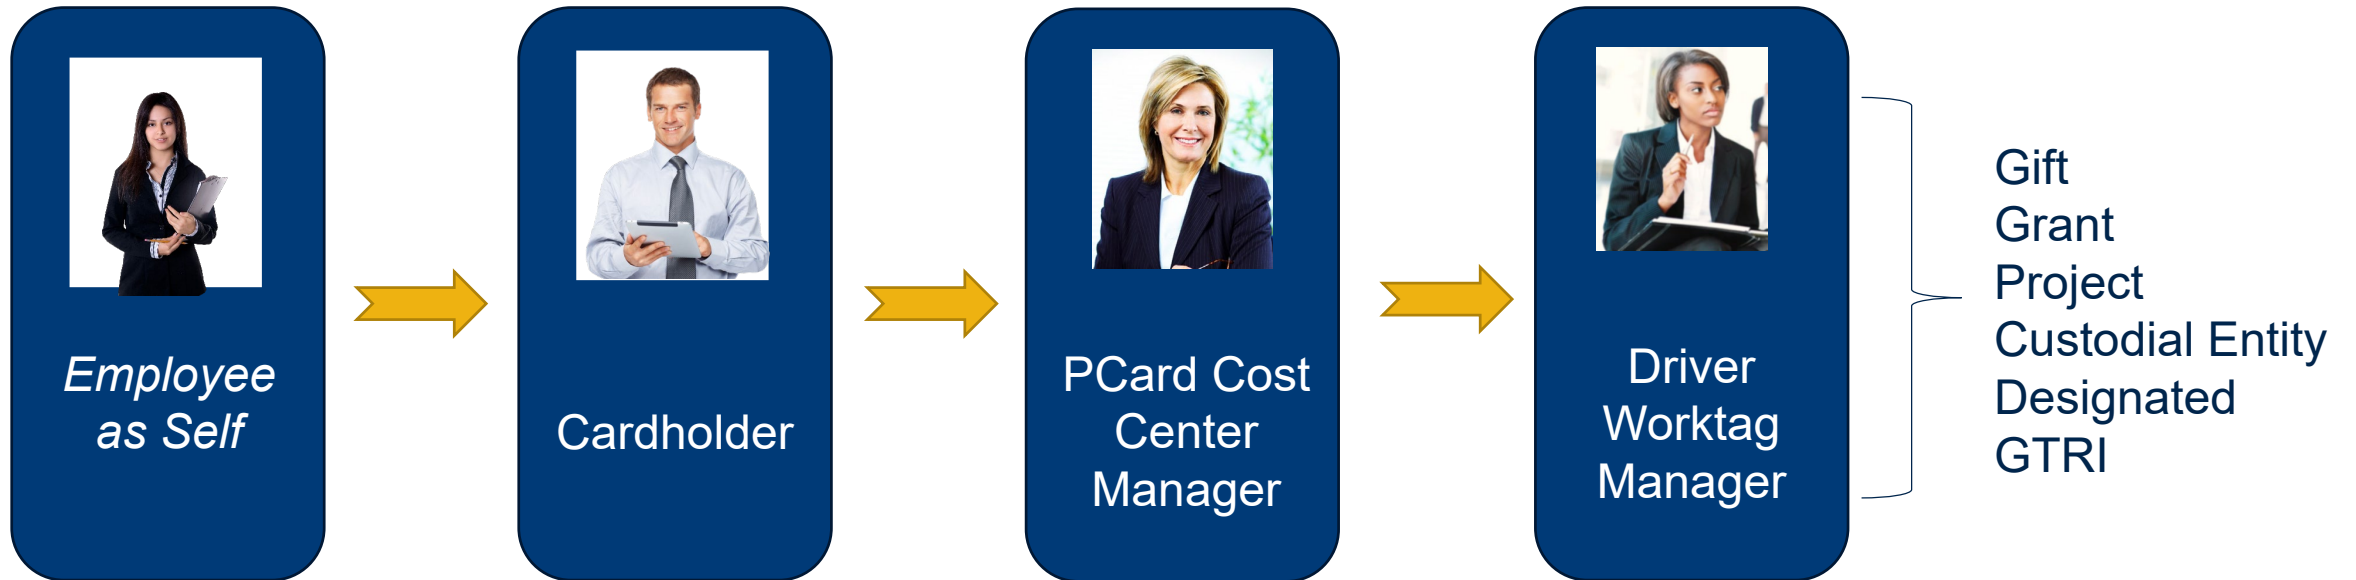 Employee
as Self
Cardholder
PCard Cost
Center
Manager
Driver
Worktag
Manager
Gift
Grant
Project
Custodial Entity
Designated
GTRI